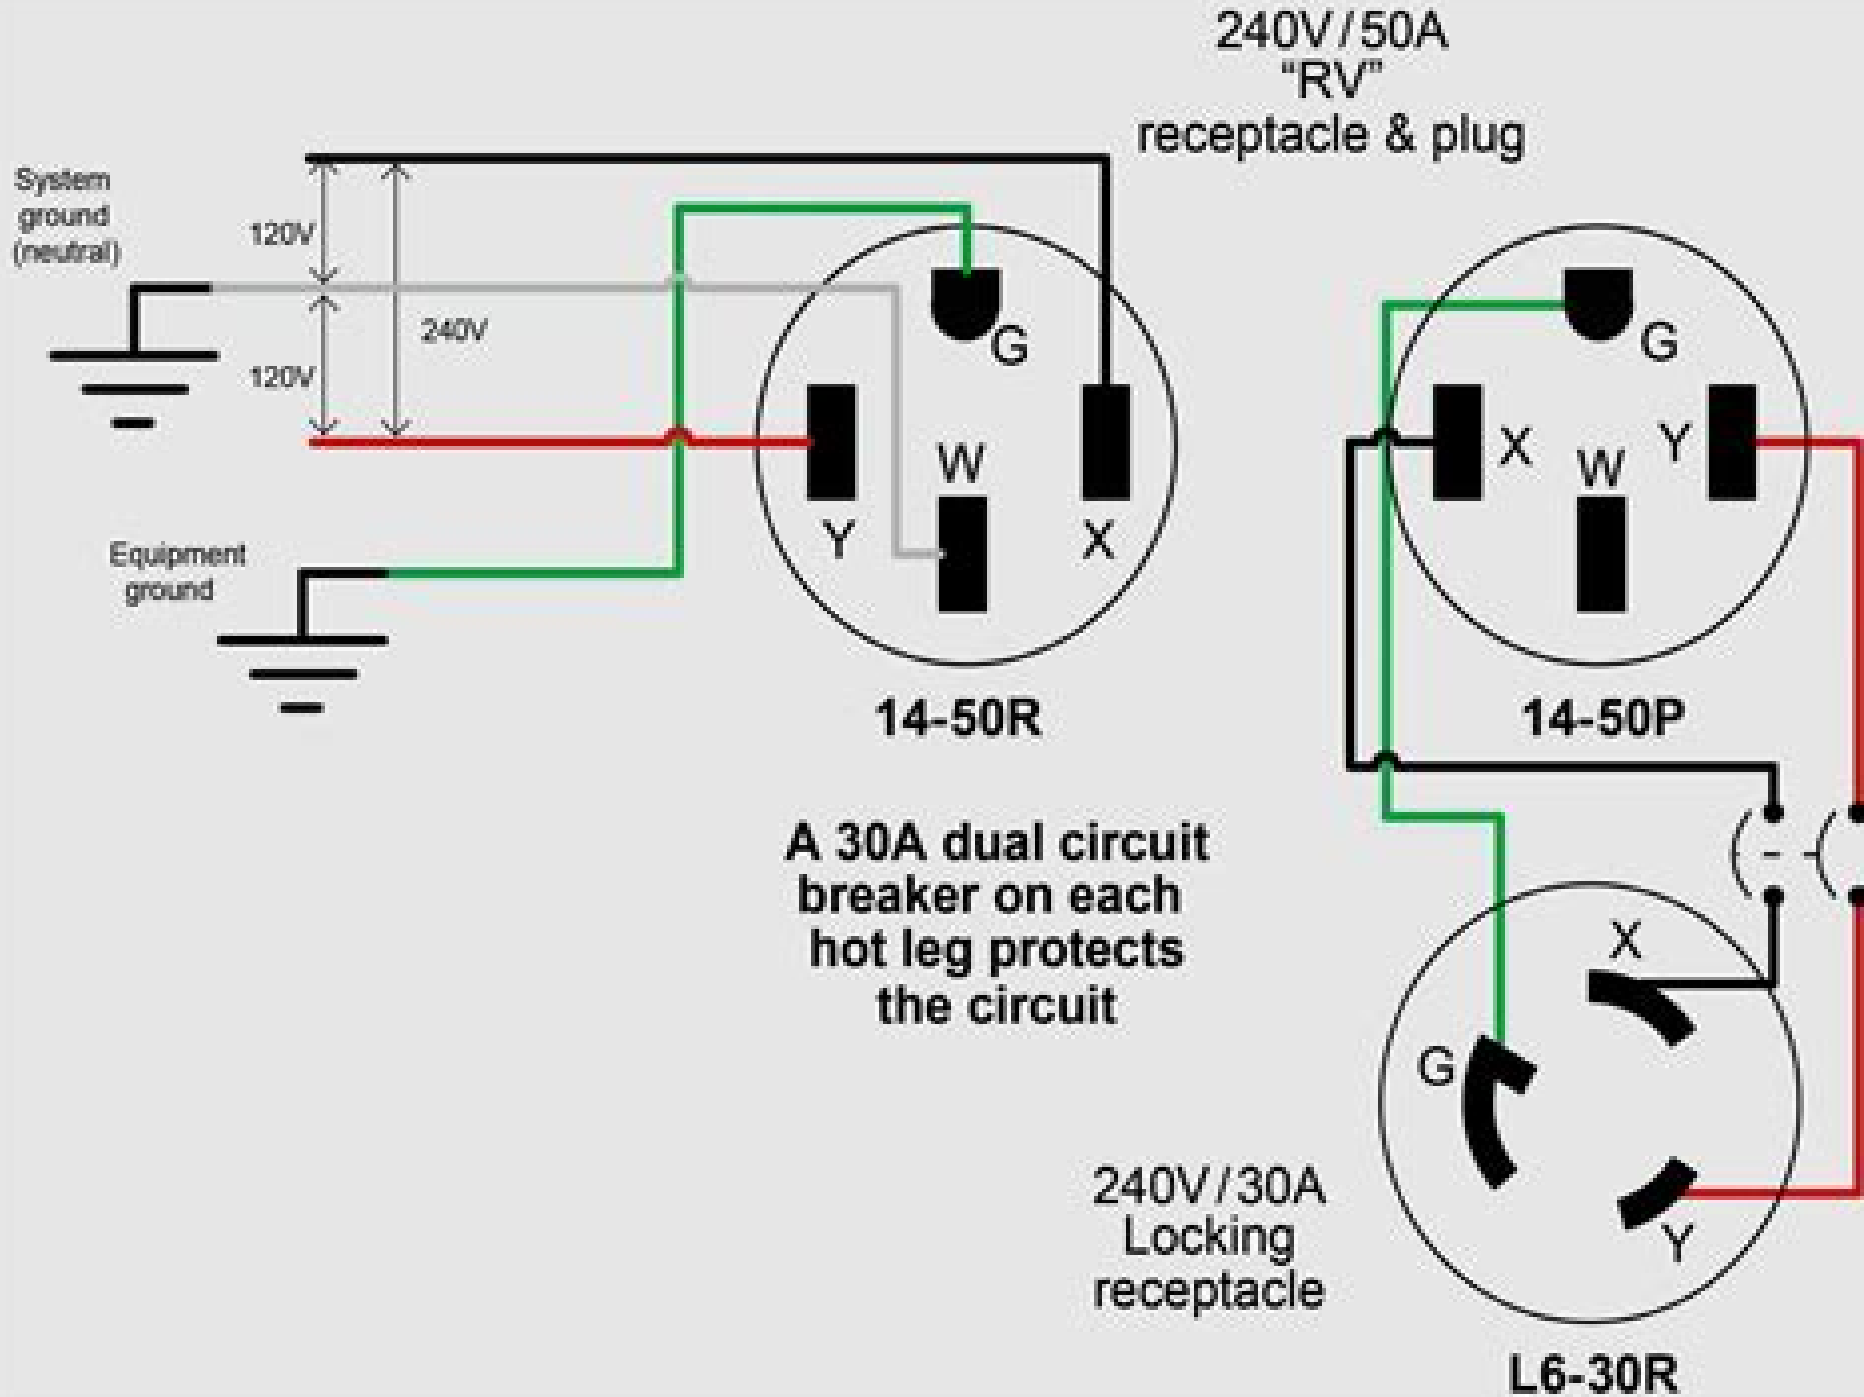 240V/50A
“RV”
receptacle & plug
System
ground
(neutral)
120V
240V
120V
Equipment
ground
G
W
Y
X
14-50R
G
X
W
Y
14-50P
A 30A dual circuit
breaker on each
hot leg protects
the circuit
X
G
Y
240V/30A
Locking
receptacle
L6-30R